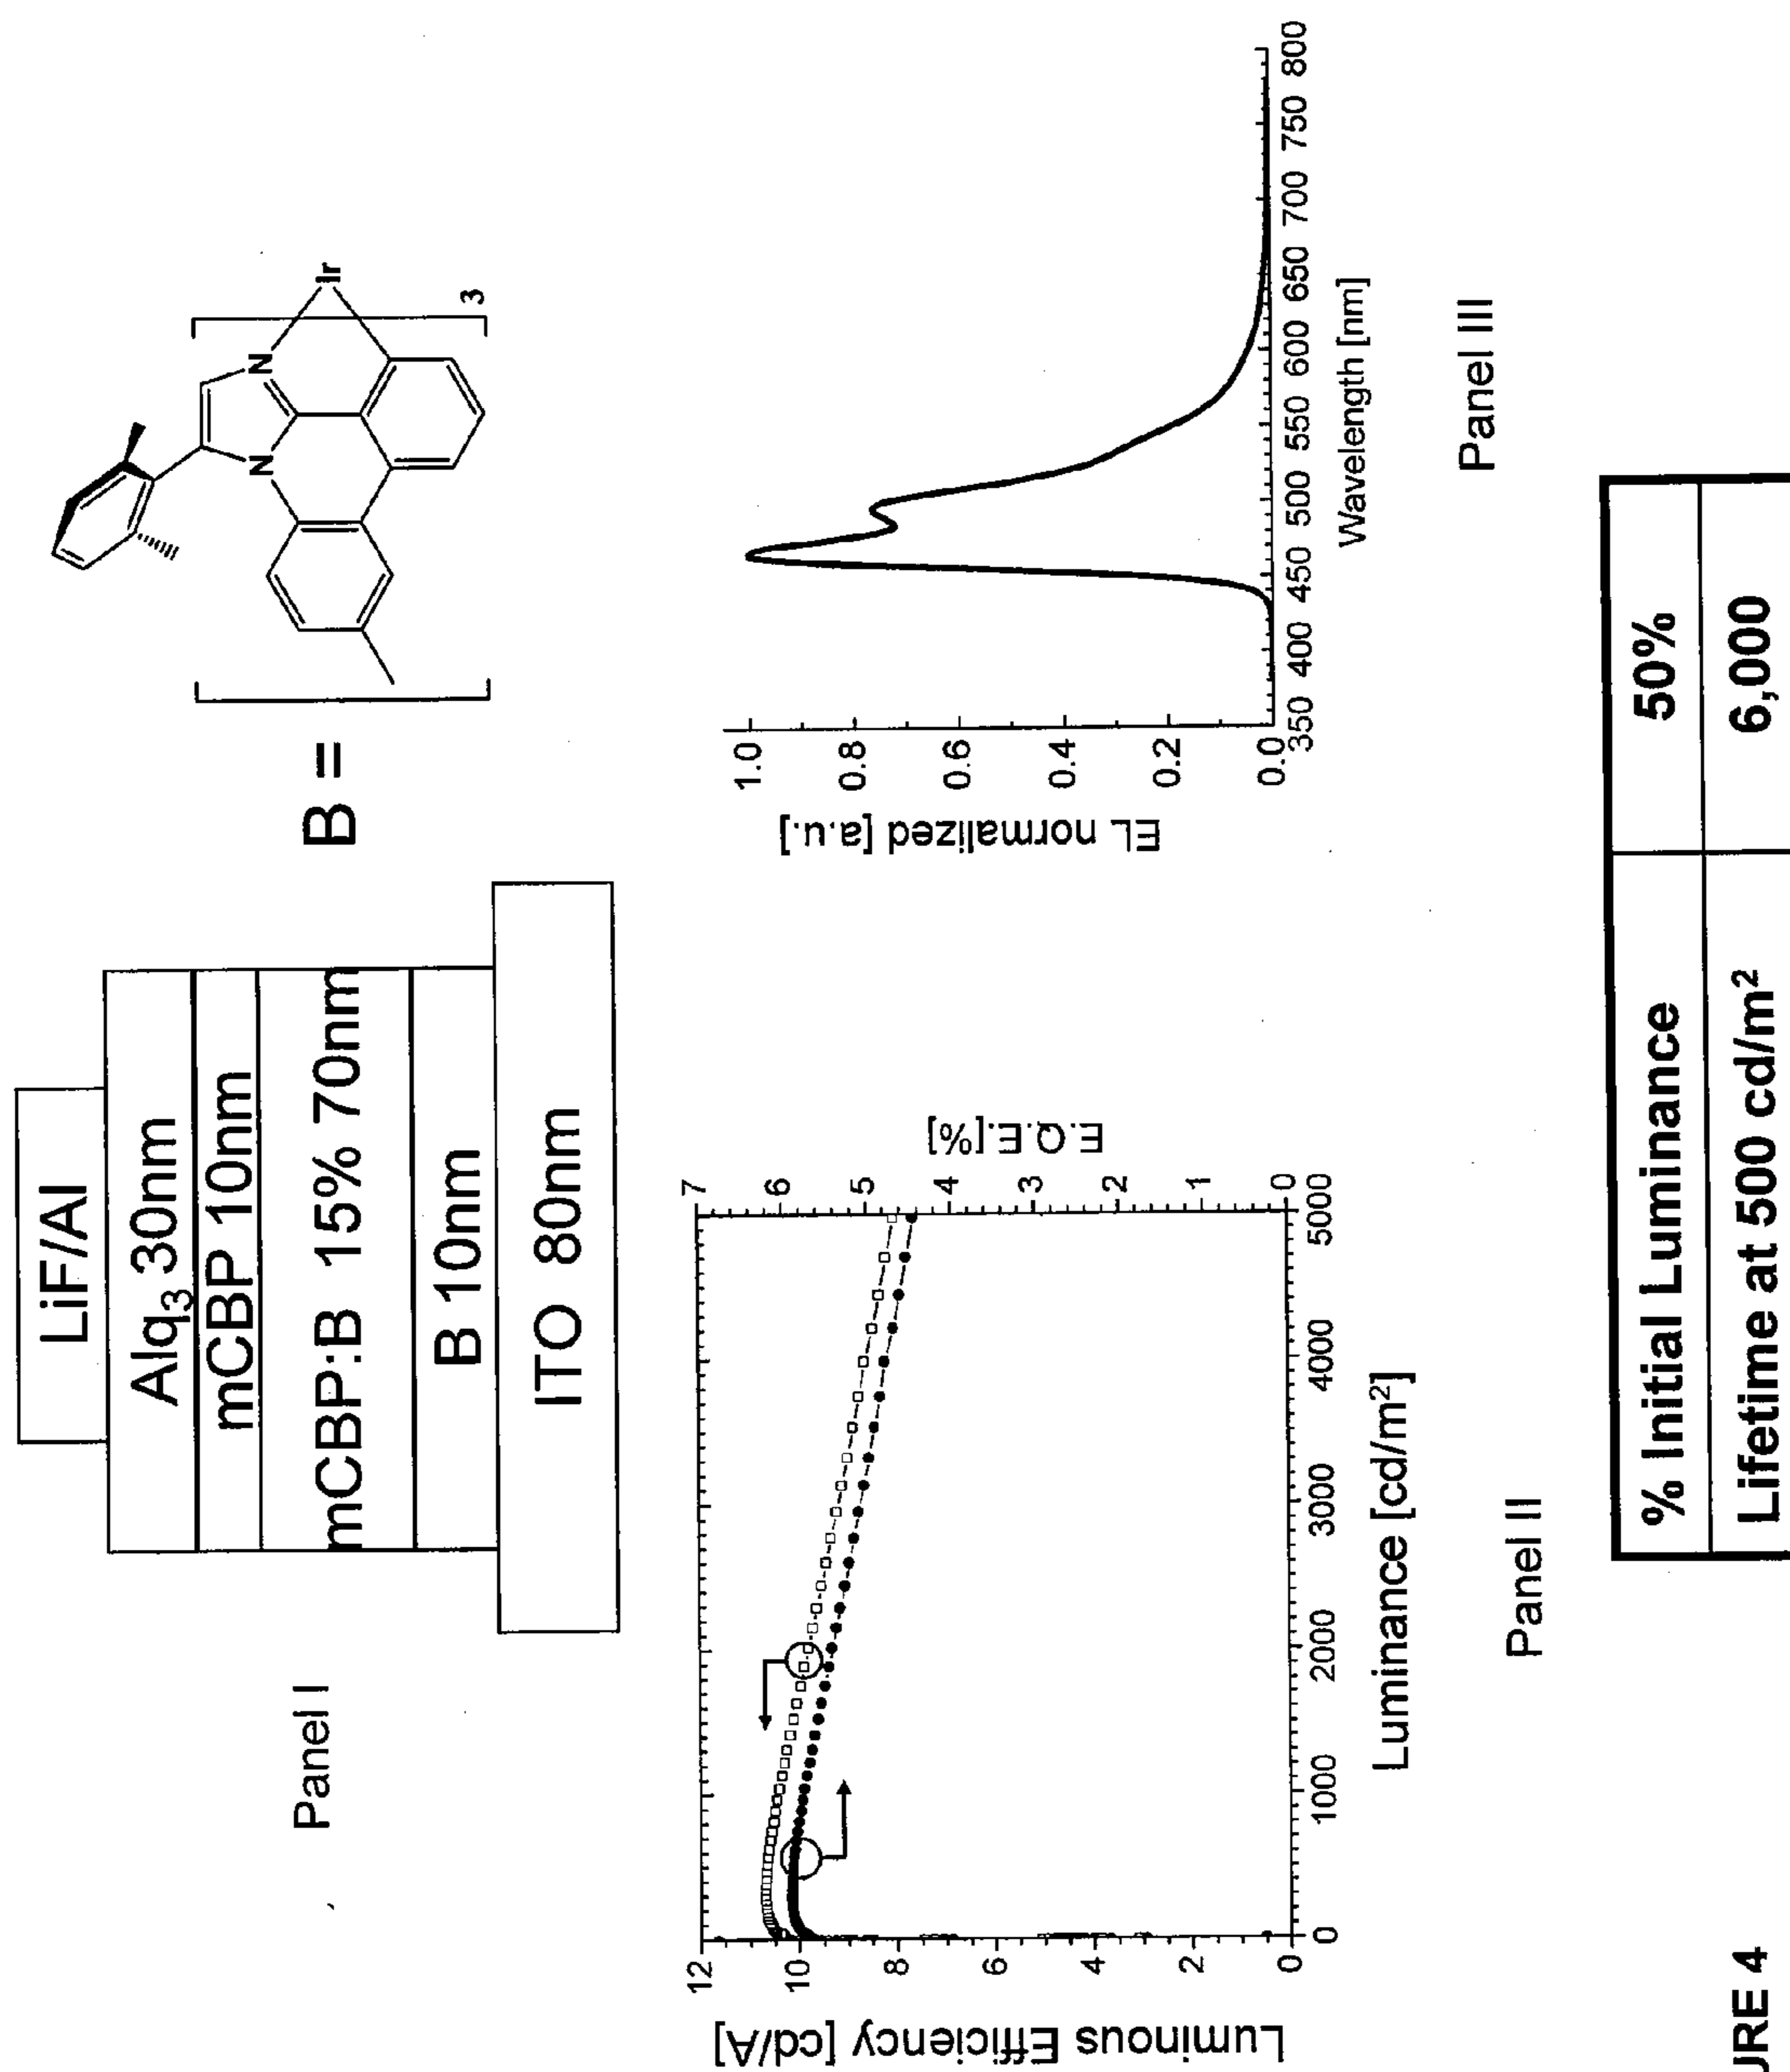 Panel I
LiF/Al
Alq3 30nm
mCBP 10nm
mCBP:B 15% 70nm
B 10nm
ITO 80nm
B =
N
N
Ir
3
Luminous Efficiency [cd/A]
12
10
8
6
4
2
0
0
1000
2000
3000
4000
5000
Luminance [cd/m²]
7
6
5
4
3
2
1
0
E.Q.E.[%]
Panel II
EL normalized [a.u.]
1.0
0.8
0.6
0.4
0.2
0.0
350 400 450 500 550 600 650 700 750 800
Wavelength [nm]
Panel III
% Initial Luminance
50%
Lifetime at 500 cd/m²
6,000
URE 4